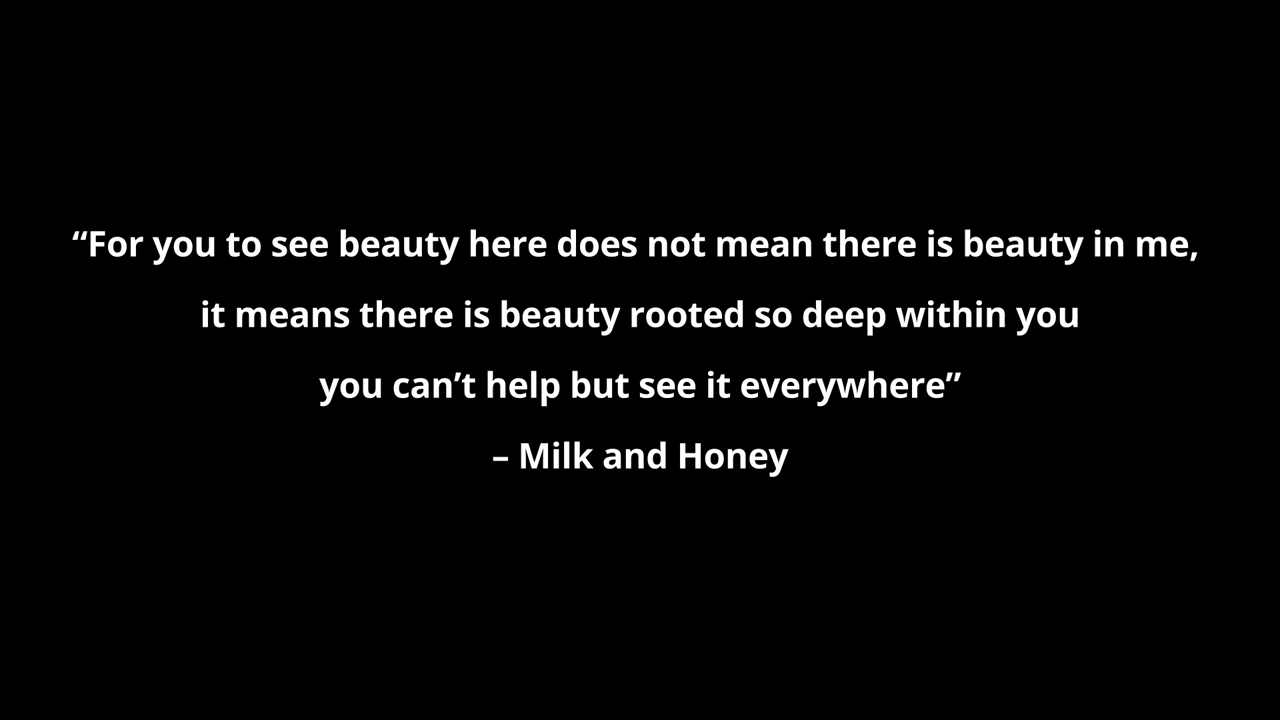 “For you to see beauty here does not mean there is beauty in me,
it means there is beauty rooted so deep within you
you can’t help but see it everywhere”
– Milk and Honey